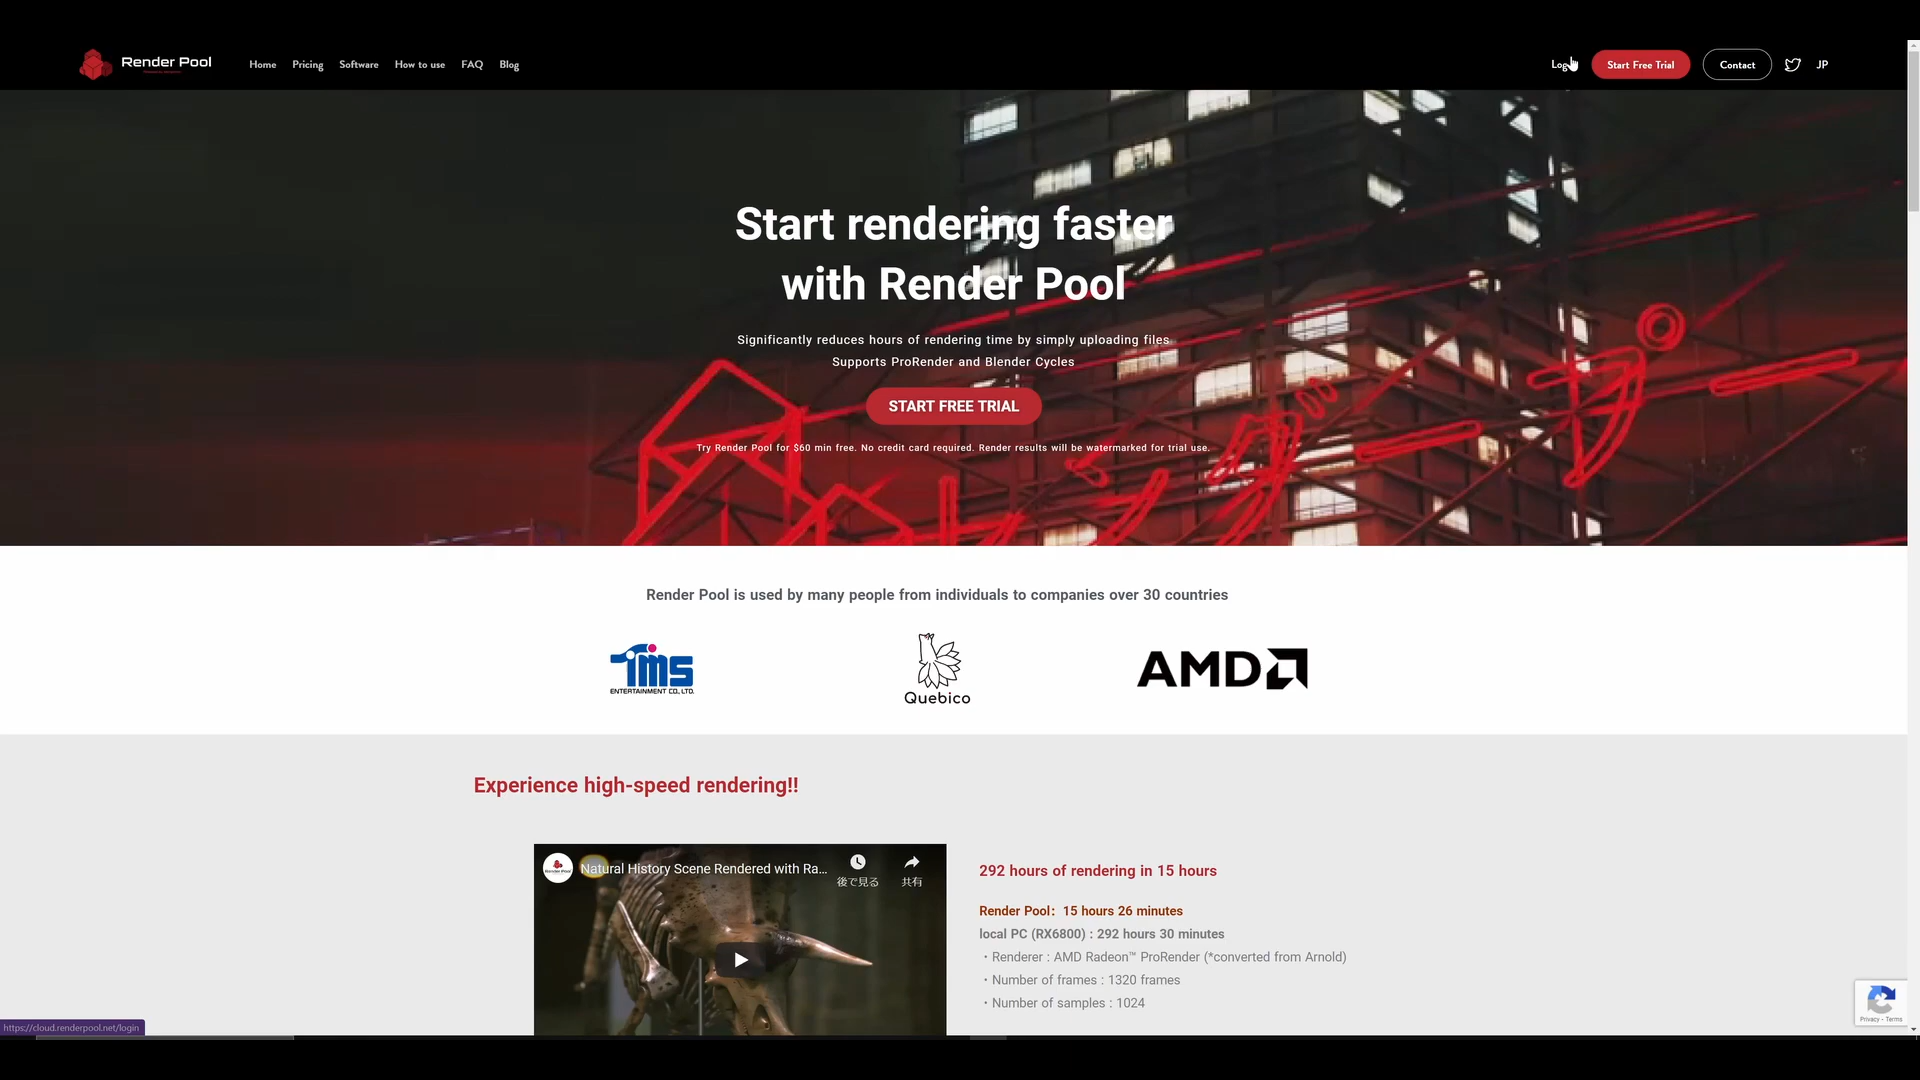 Render Pool
Home
Pricing
Software
How to use
FAQ
Blog
Start Free Trial
Contact
JP
Start rendering faster
with Render Pool
Significantly reduces hours of rendering time by simply uploading files.
Supports ProRender and Blender Cycles
START FREE TRIAL
Try Render Pool for $60 min free. No credit card required. Render results will be watermarked for trial use.
Render Pool is used by many people from individuals to companies over 30 countries
TMS
ENTERTAINMENT CO., LTD.
Quebico
AMD
Experience high-speed rendering!!
Natural History Scene Rendered with Ra...
後で見る
共有
292 hours of rendering in 15 hours
Render Pool：15 hours 26 minutes
local PC (RX6800) : 292 hours 30 minutes
・Renderer : AMD Radeon™ ProRender (*converted from Arnold)
・Number of frames : 1320 frames
・Number of samples : 1024
Privacy - Terms
https://cloud.renderpool.net/login